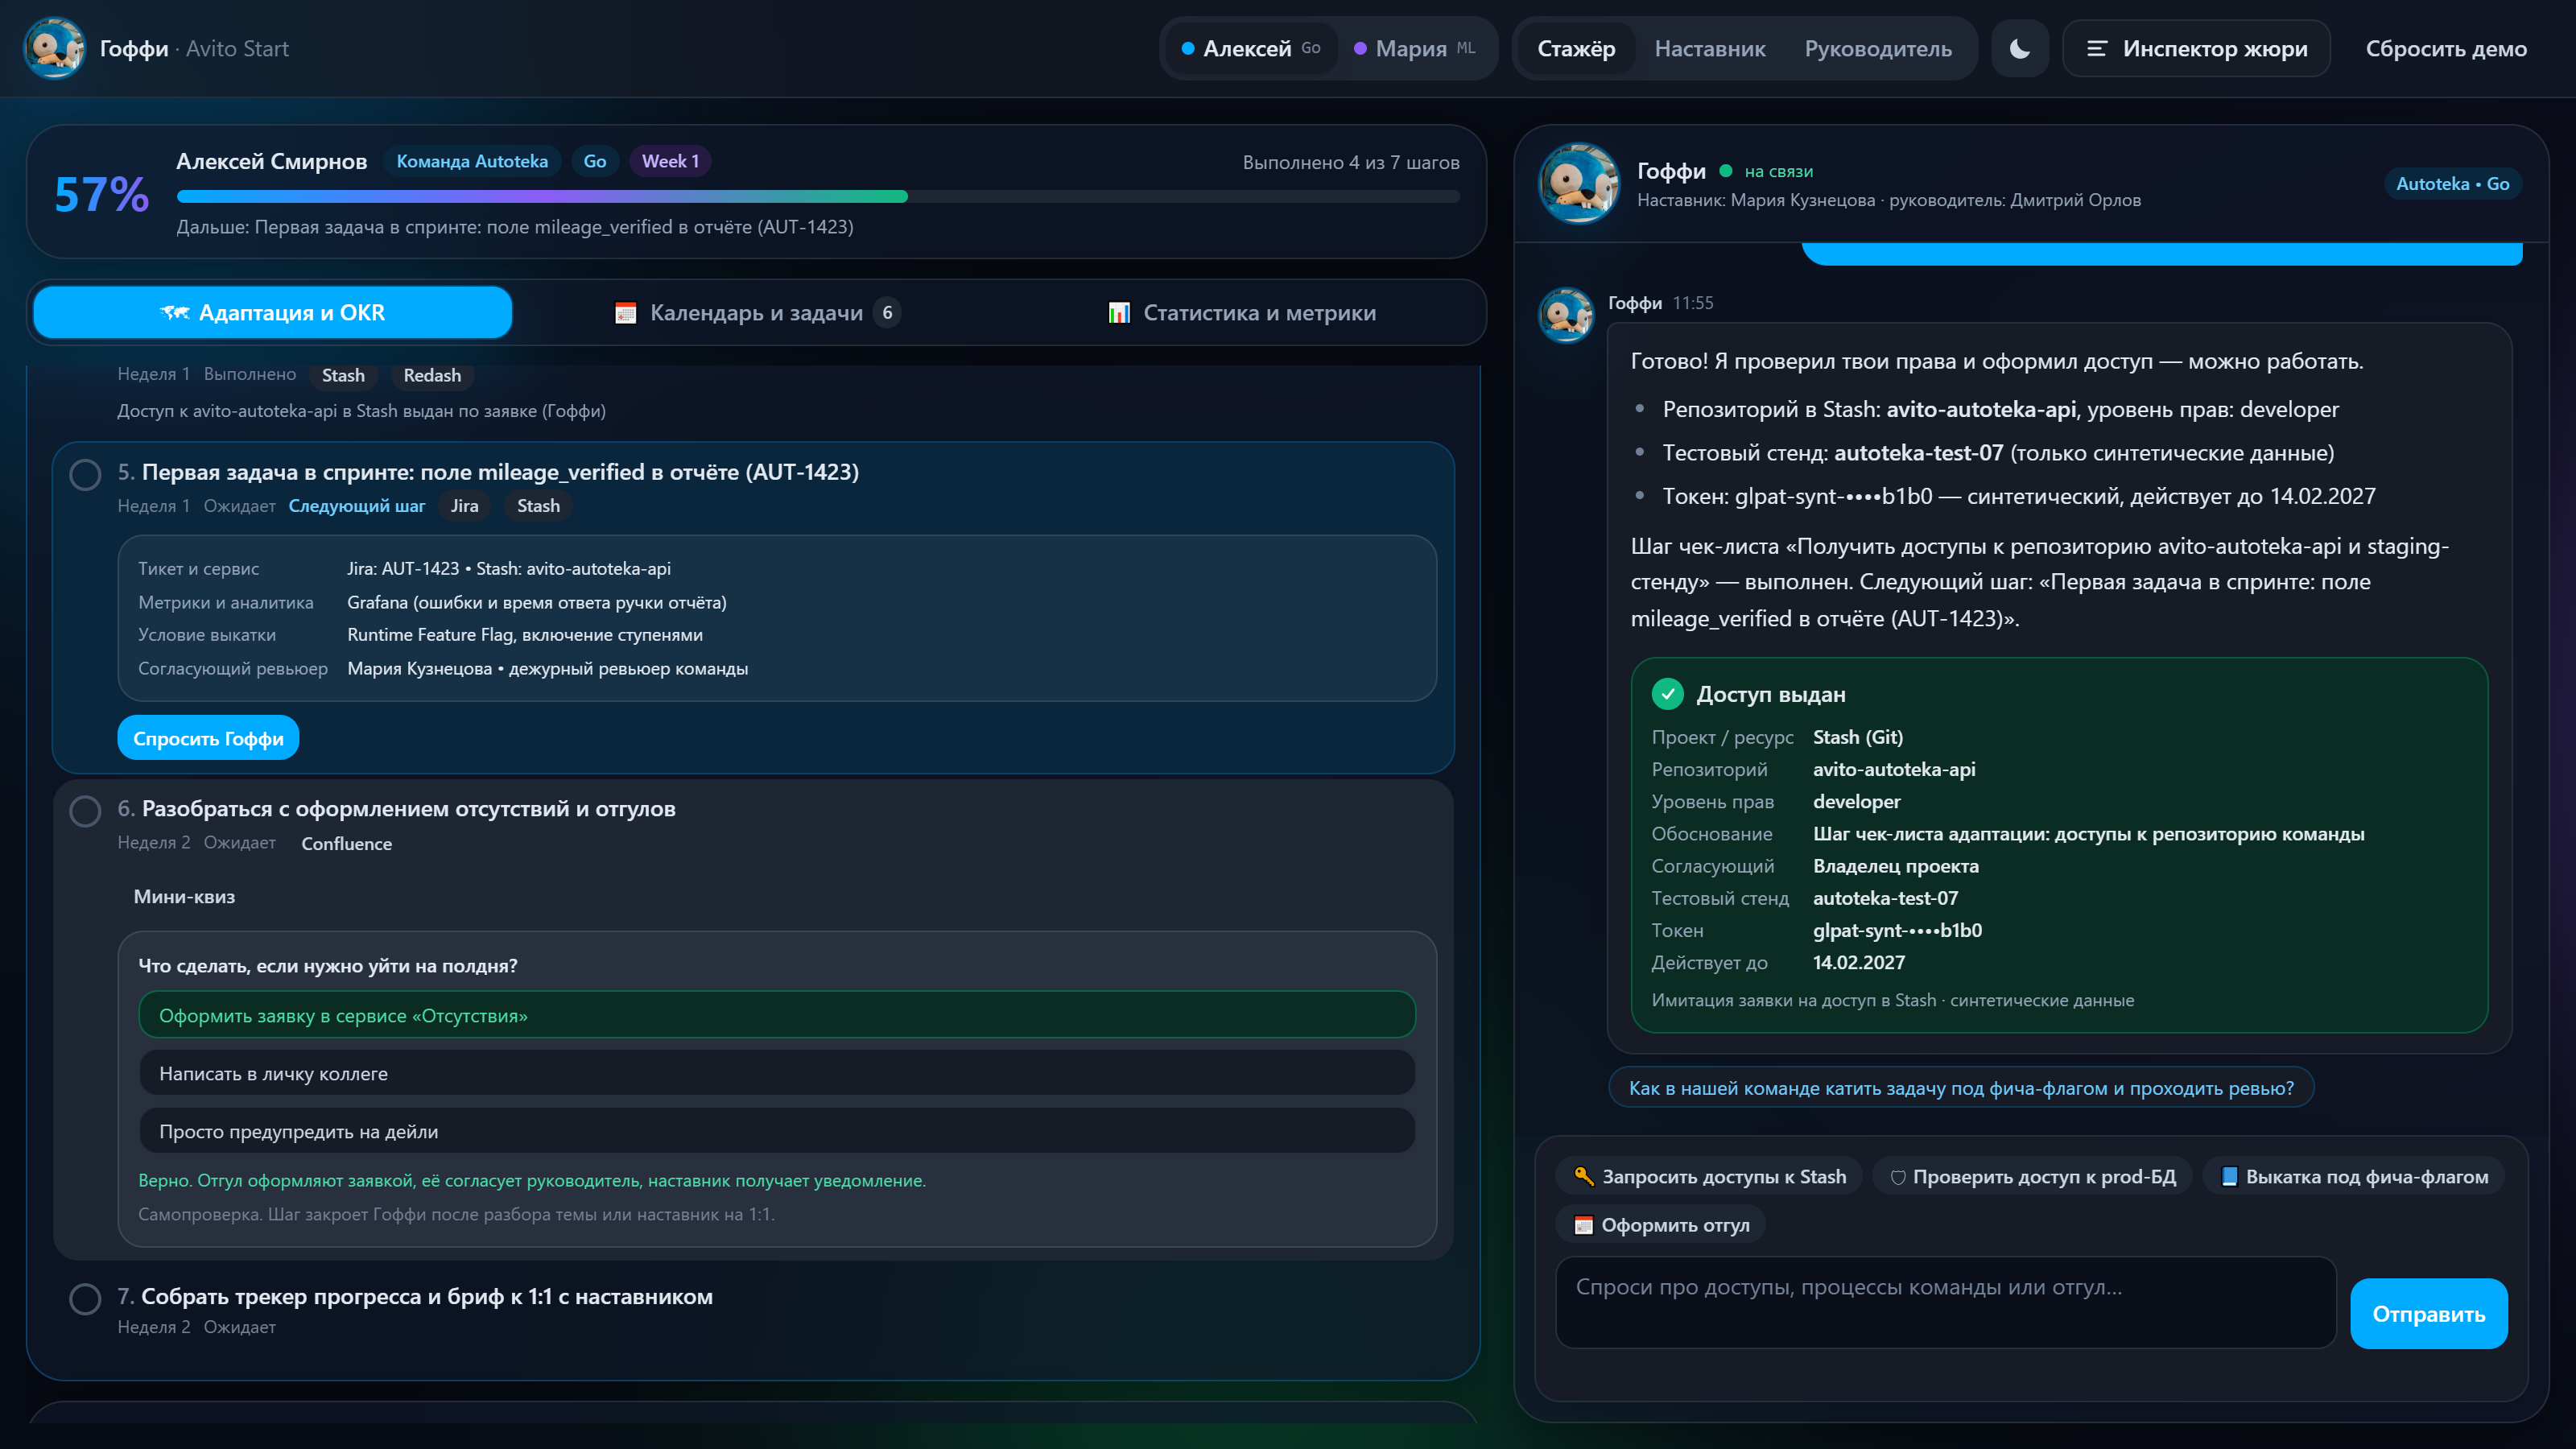 Гоффи · Avito Start
Алексей Go
Мария ML
Стажёр
Наставник
Руководитель
Инспектор жюри
Сбросить демо
57%
Алексей Смирнов
Команда Autoteka
Go
Week 1
Выполнено 4 из 7 шагов
Дальше: Первая задача в спринте: поле mileage_verified в отчёте (AUT-1423)
Адаптация и OKR
Календарь и задачи 6
Статистика и метрики
Неделя 1 Выполнено Stash Redash
Доступ к avito-autoteka-api в Stash выдан по заявке (Гоффи)
5. Первая задача в спринте: поле mileage_verified в отчёте (AUT-1423)
Неделя 1 Ожидает Следующий шаг Jira Stash
Тикет и сервис Jira: AUT-1423 • Stash: avito-autoteka-api
Метрики и аналитика Grafana (ошибки и время ответа ручки отчёта)
Условие выкатки Runtime Feature Flag, включение ступенями
Согласующий ревьюер Мария Кузнецова • дежурный ревьюер команды
Спросить Гоффи
6. Разобраться с оформлением отсутствий и отгулов
Неделя 2 Ожидает Confluence
Мини-квиз
Что сделать, если нужно уйти на полдня?
Оформить заявку в сервисе «Отсутствия»
Написать в личку коллеге
Просто предупредить на дейли
Верно. Отгул оформляют заявкой, её согласует руководитель, наставник получает уведомление.
Самопроверка. Шаг закроет Гоффи после разбора темы или наставник на 1:1.
7. Собрать трекер прогресса и бриф к 1:1 с наставником
Неделя 2 Ожидает
Гоффи на связи
Наставник: Мария Кузнецова · руководитель: Дмитрий Орлов
Autoteka • Go
Гоффи 11:55
Готово! Я проверил твои права и оформил доступ — можно работать.
• Репозиторий в Stash: avito-autoteka-api, уровень прав: developer
• Тестовый стенд: autoteka-test-07 (только синтетические данные)
• Токен: glpat-synt-••••b1b0 — синтетический, действует до 14.02.2027
Шаг чек-листа «Получить доступы к репозиторию avito-autoteka-api и staging-
стенду» — выполнен. Следующий шаг: «Первая задача в спринте: поле
mileage_verified в отчёте (AUT-1423)».
Доступ выдан
Проект / ресурс Stash (Git)
Репозиторий avito-autoteka-api
Уровень прав developer
Обоснование Шаг чек-листа адаптации: доступы к репозиторию команды
Согласующий Владелец проекта
Тестовый стенд autoteka-test-07
Токен glpat-synt-••••b1b0
Действует до 14.02.2027
Имитация заявки на доступ в Stash · синтетические данные
Как в нашей команде катить задачу под фича-флагом и проходить ревью?
Запросить доступы к Stash
Проверить доступ к prod-БД
Выкатка под фича-флагом
Оформить отгул
Спроси про доступы, процессы команды или отгул...
Отправить